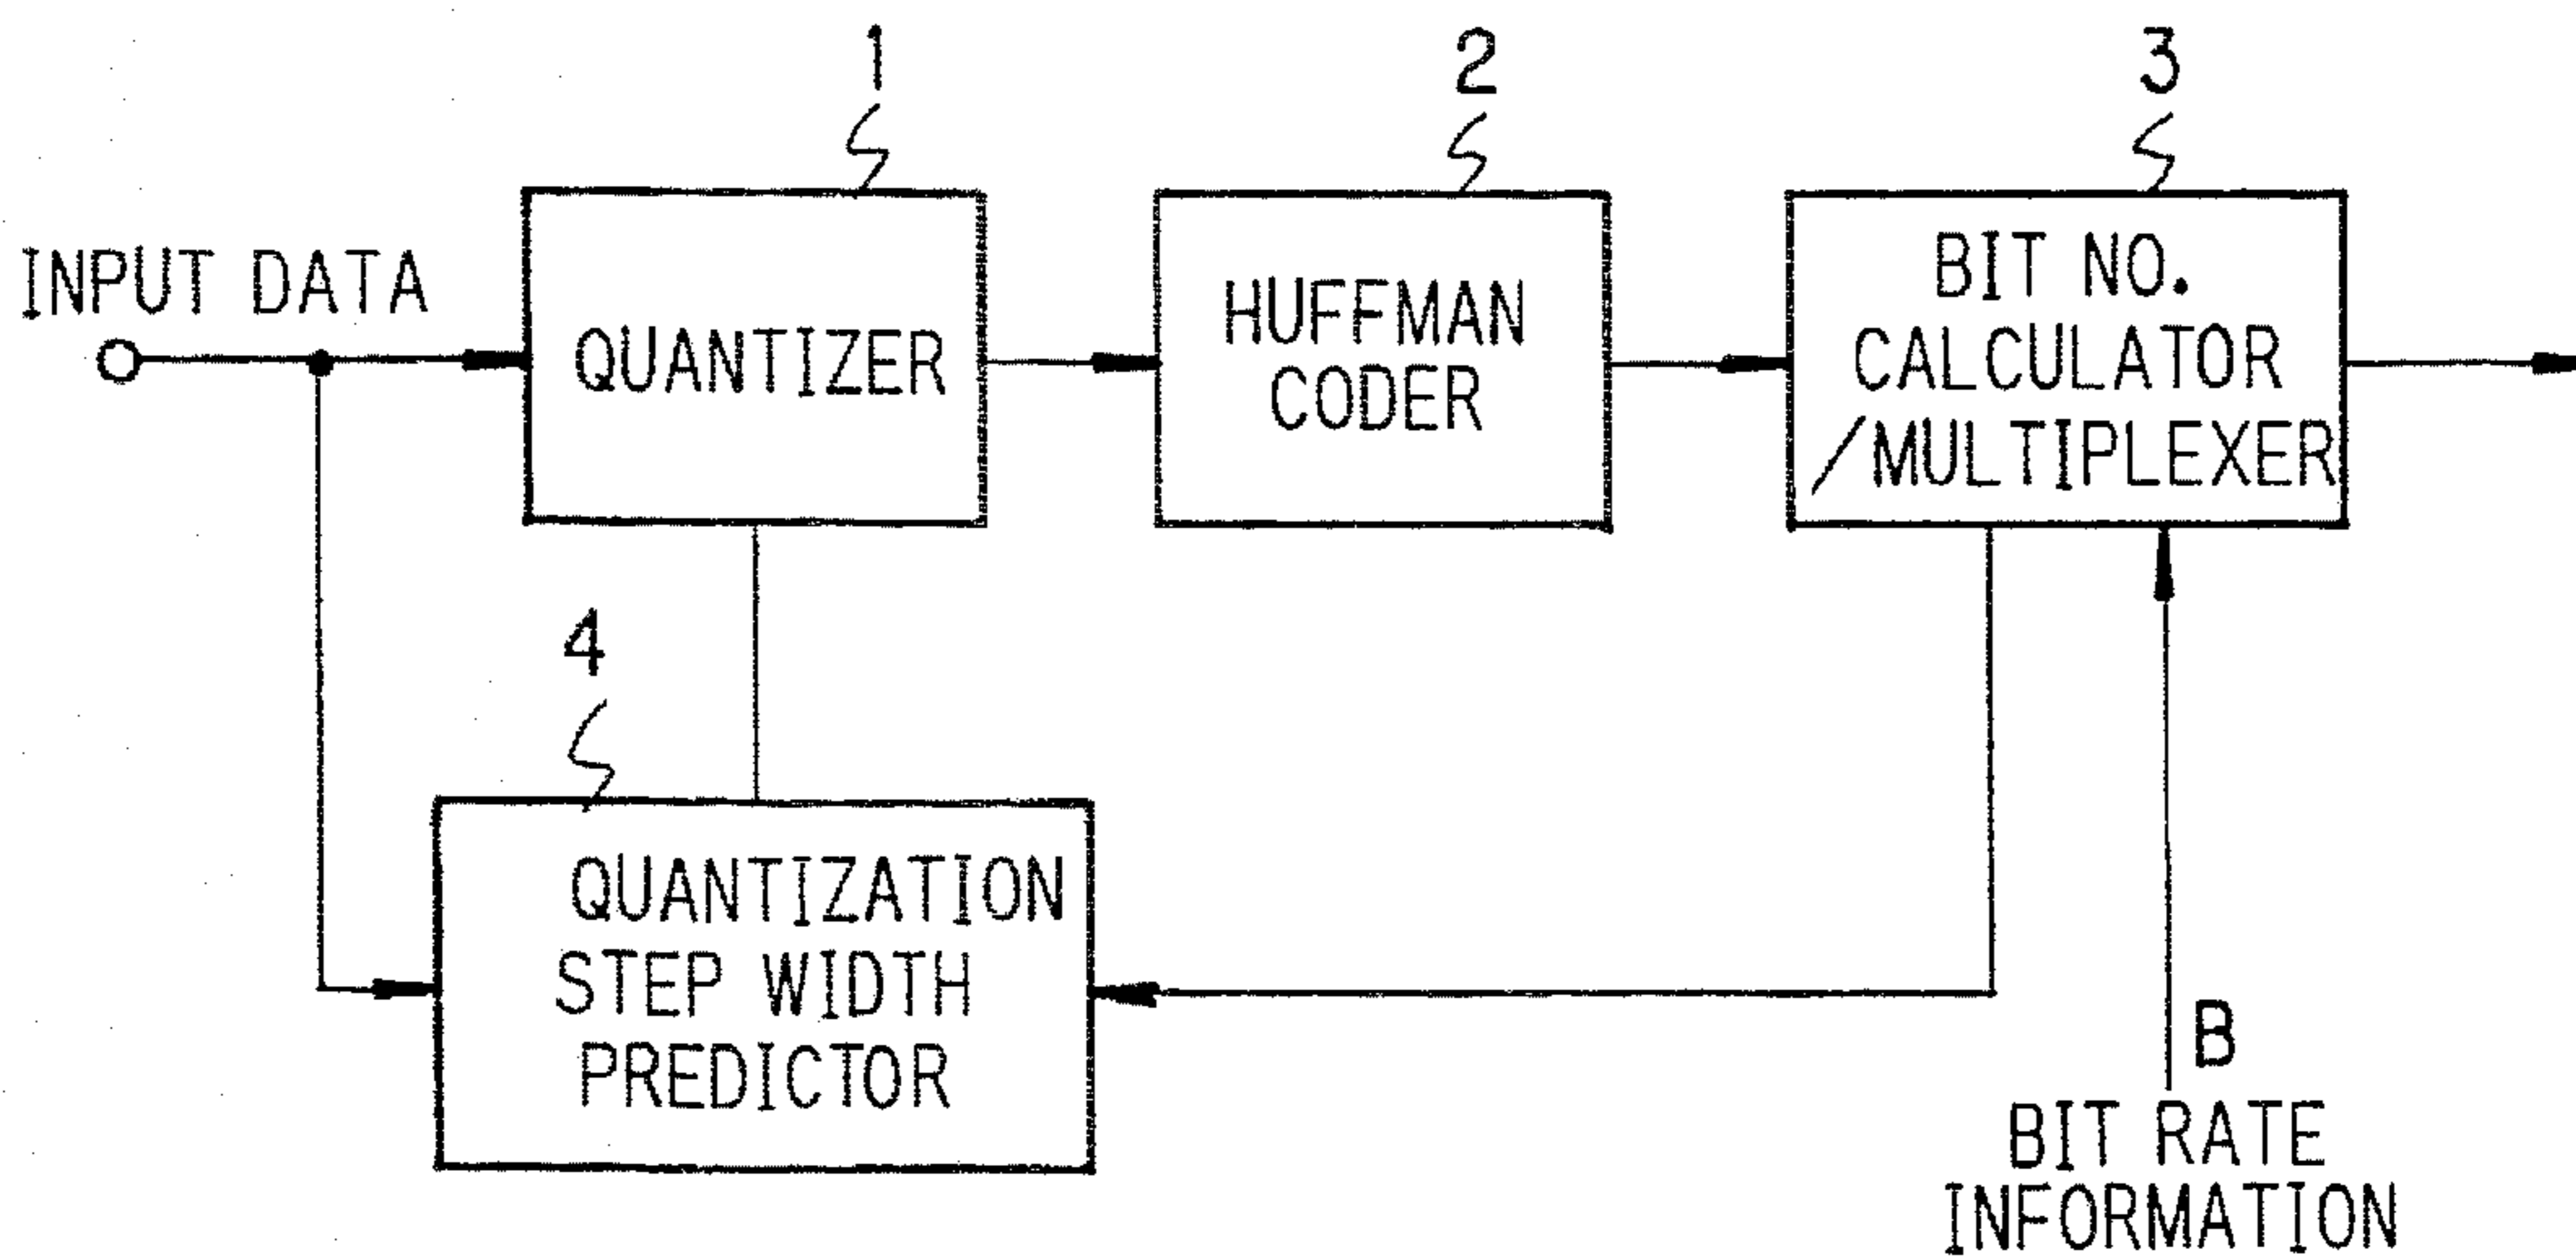 1
2
3
INPUT DATA
QUANTIZER
HUFFMAN
CODER
BIT NO.
CALCULATOR
/MULTIPLEXER
4
QUANTIZATION
STEP WIDTH
PREDICTOR
B
BIT RATE
INFORMATION